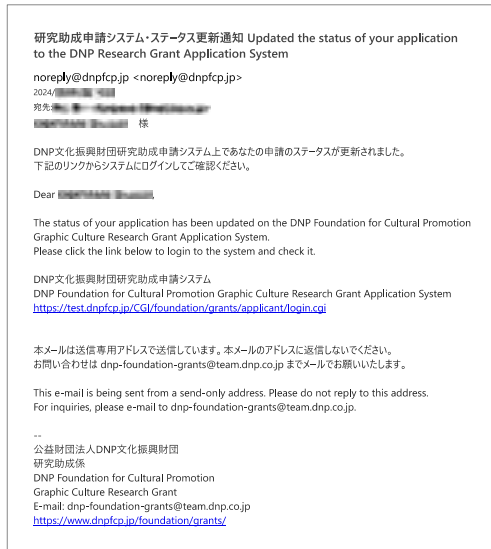 研究助成申請システム・ステータス更新通知 Updated the status of your application
to the DNP Research Grant Application System
noreply@dnpfcp.jp <noreply@dnpfcp.jp>
2024/
宛先:
様
DNP文化振興財団研究助成申請システム上であなたの申請のステータスが更新されました。
下記のリンクからシステムにログインしてご確認ください。
Dear
The status of your application has been updated on the DNP Foundation for Cultural Promotion
Graphic Culture Research Grant Application System.
Please click the link below to login to the system and check it.
DNP文化振興財団研究助成申請システム
DNP Foundation for Cultural Promotion Graphic Culture Research Grant Application System
https://test.dnpfcp.jp/CGI/foundation/grants/applicant/login.cgi
本メールは送信専用アドレスで送信しています。本メールのアドレスに返信しないでください。
お問い合わせは dnp-foundation-grants@team.dnp.co.jp までメールでお願いいたします。
This e-mail is being sent from a send-only address. Please do not reply to this address.
For inquiries, please e-mail to dnp-foundation-grants@team.dnp.co.jp.
--
公益財団法人DNP文化振興財団
研究助成係
DNP Foundation for Cultural Promotion
Graphic Culture Research Grant
E-mail: dnp-foundation-grants@team.dnp.co.jp
https://www.dnpfcp.jp/foundation/grants/